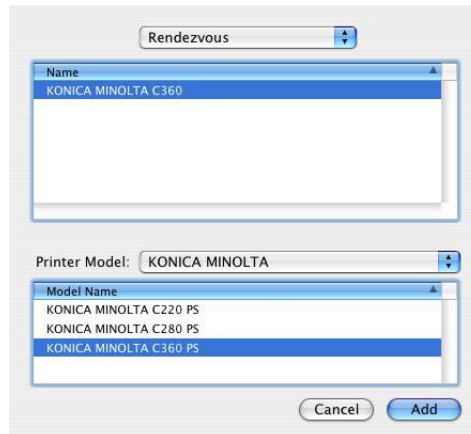 Rendezvous
Name
KONICA MINOLTA C360
Printer Model: KONICA MINOLTA
Model Name
KONICA MINOLTA C220 PS
KONICA MINOLTA C280 PS
KONICA MINOLTA C360 PS
Cancel Add